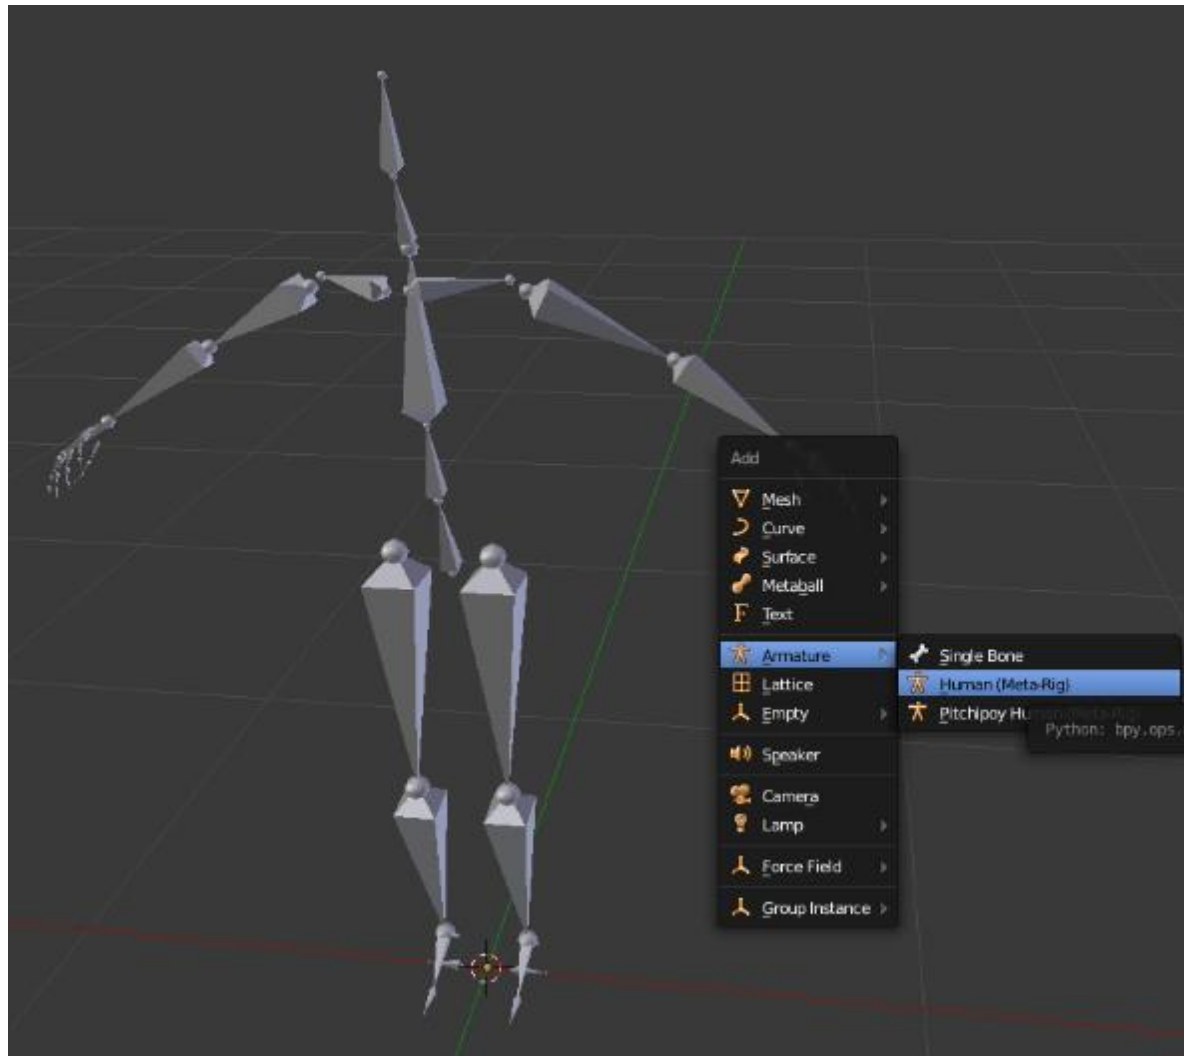 Add
Mesh
Curve
Surface
Metaball
Text
Armature
Lattice
Empty
Speaker
Camera
Lamp
Force Field
Group Instance
Single Bone
Human (Meta-Rig)
Pitchipoy
Python: bpy.ops.